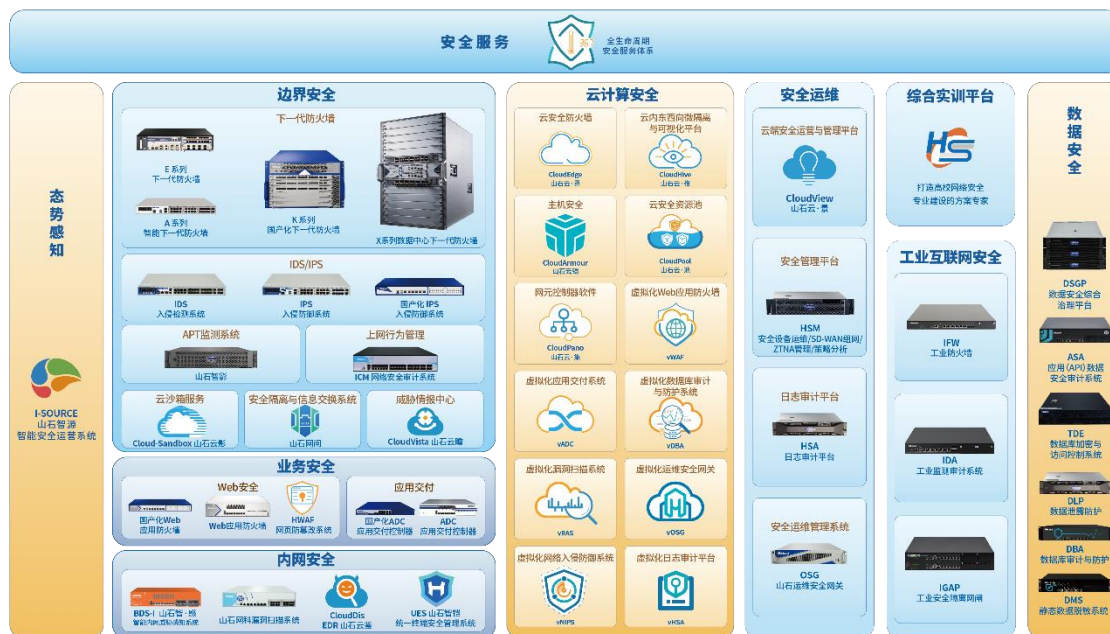 安全服务
全生命周期
安全服务体系
态势感知
I-SOURCE
山石智源
智能安全运营系统
边界安全
下一代防火墙
E系列
下一代防火墙
A系列
智能下一代防火墙
K系列
国产化下一代防火墙
X系列数据中心下一代防火墙
IDS/IPS
IDS
入侵检测系统
IPS
入侵防御系统
国产化 IPS
入侵防御系统
APT监测系统
山石智能
上网行为管理
ICM 网络安全审计系统
云沙箱服务
Cloud-Sandbox 山石云影
安全隔离与信息交换系统
山石网闸
威胁情报中心
CloudVista 山石云瞻
业务安全
Web安全
国产化Web
应用防火墙
Web应用防火墙
HWAF
网页防篡改系统
应用交付
国产化ADC
应用交付控制器
ADC
应用交付控制器
内网安全
BDS-I 山石智·感
智能内网威胁感知系统
山石网科漏洞扫描系统
CloudDis
EDR 山石云鉴
UES 山石智铠
统一终端安全管理系统
云计算安全
云安全防火墙
CloudEdge
山石云·界
云内东西向微隔离
与可视化平台
CloudHive
山石云·格
主机安全
CloudArmour
山石云铠
云安全资源池
CloudPool
山石云·池
网元控制器软件
CloudPano
山石云·集
虚拟化Web应用防火墙
vWAF
虚拟化应用交付系统
vADC
虚拟化数据库审计
与防护系统
vDBA
虚拟化漏洞扫描系统
vRAS
虚拟化运维安全网关
vOSG
虚拟化网络入侵防御系统
vNIPS
虚拟化日志审计平台
vHSA
安全运维
云端安全运营与管理平台
CloudView
山石云·景
安全管理平台
HSM
安全设备运维/SD-WAN组网/
ZTNA管理/策略分析
日志审计平台
HSA
日志审计平台
安全运维管理系统
OSG
山石运维安全网关
综合实训平台
HS
打造高校网络安全
专业建设的方案专家
工业互联网安全
IFW
工业防火墙
IDA
工业监测审计系统
IGAP
工业安全隔离网闸
数据安全
DSGP
数据安全综合
治理平台
ASA
应用(API)数据
安全审计系统
TDE
数据库加密与
访问控制系统
DLP
数据泄露防护
DBA
数据库审计与防护
DMS
静态数据脱敏系统